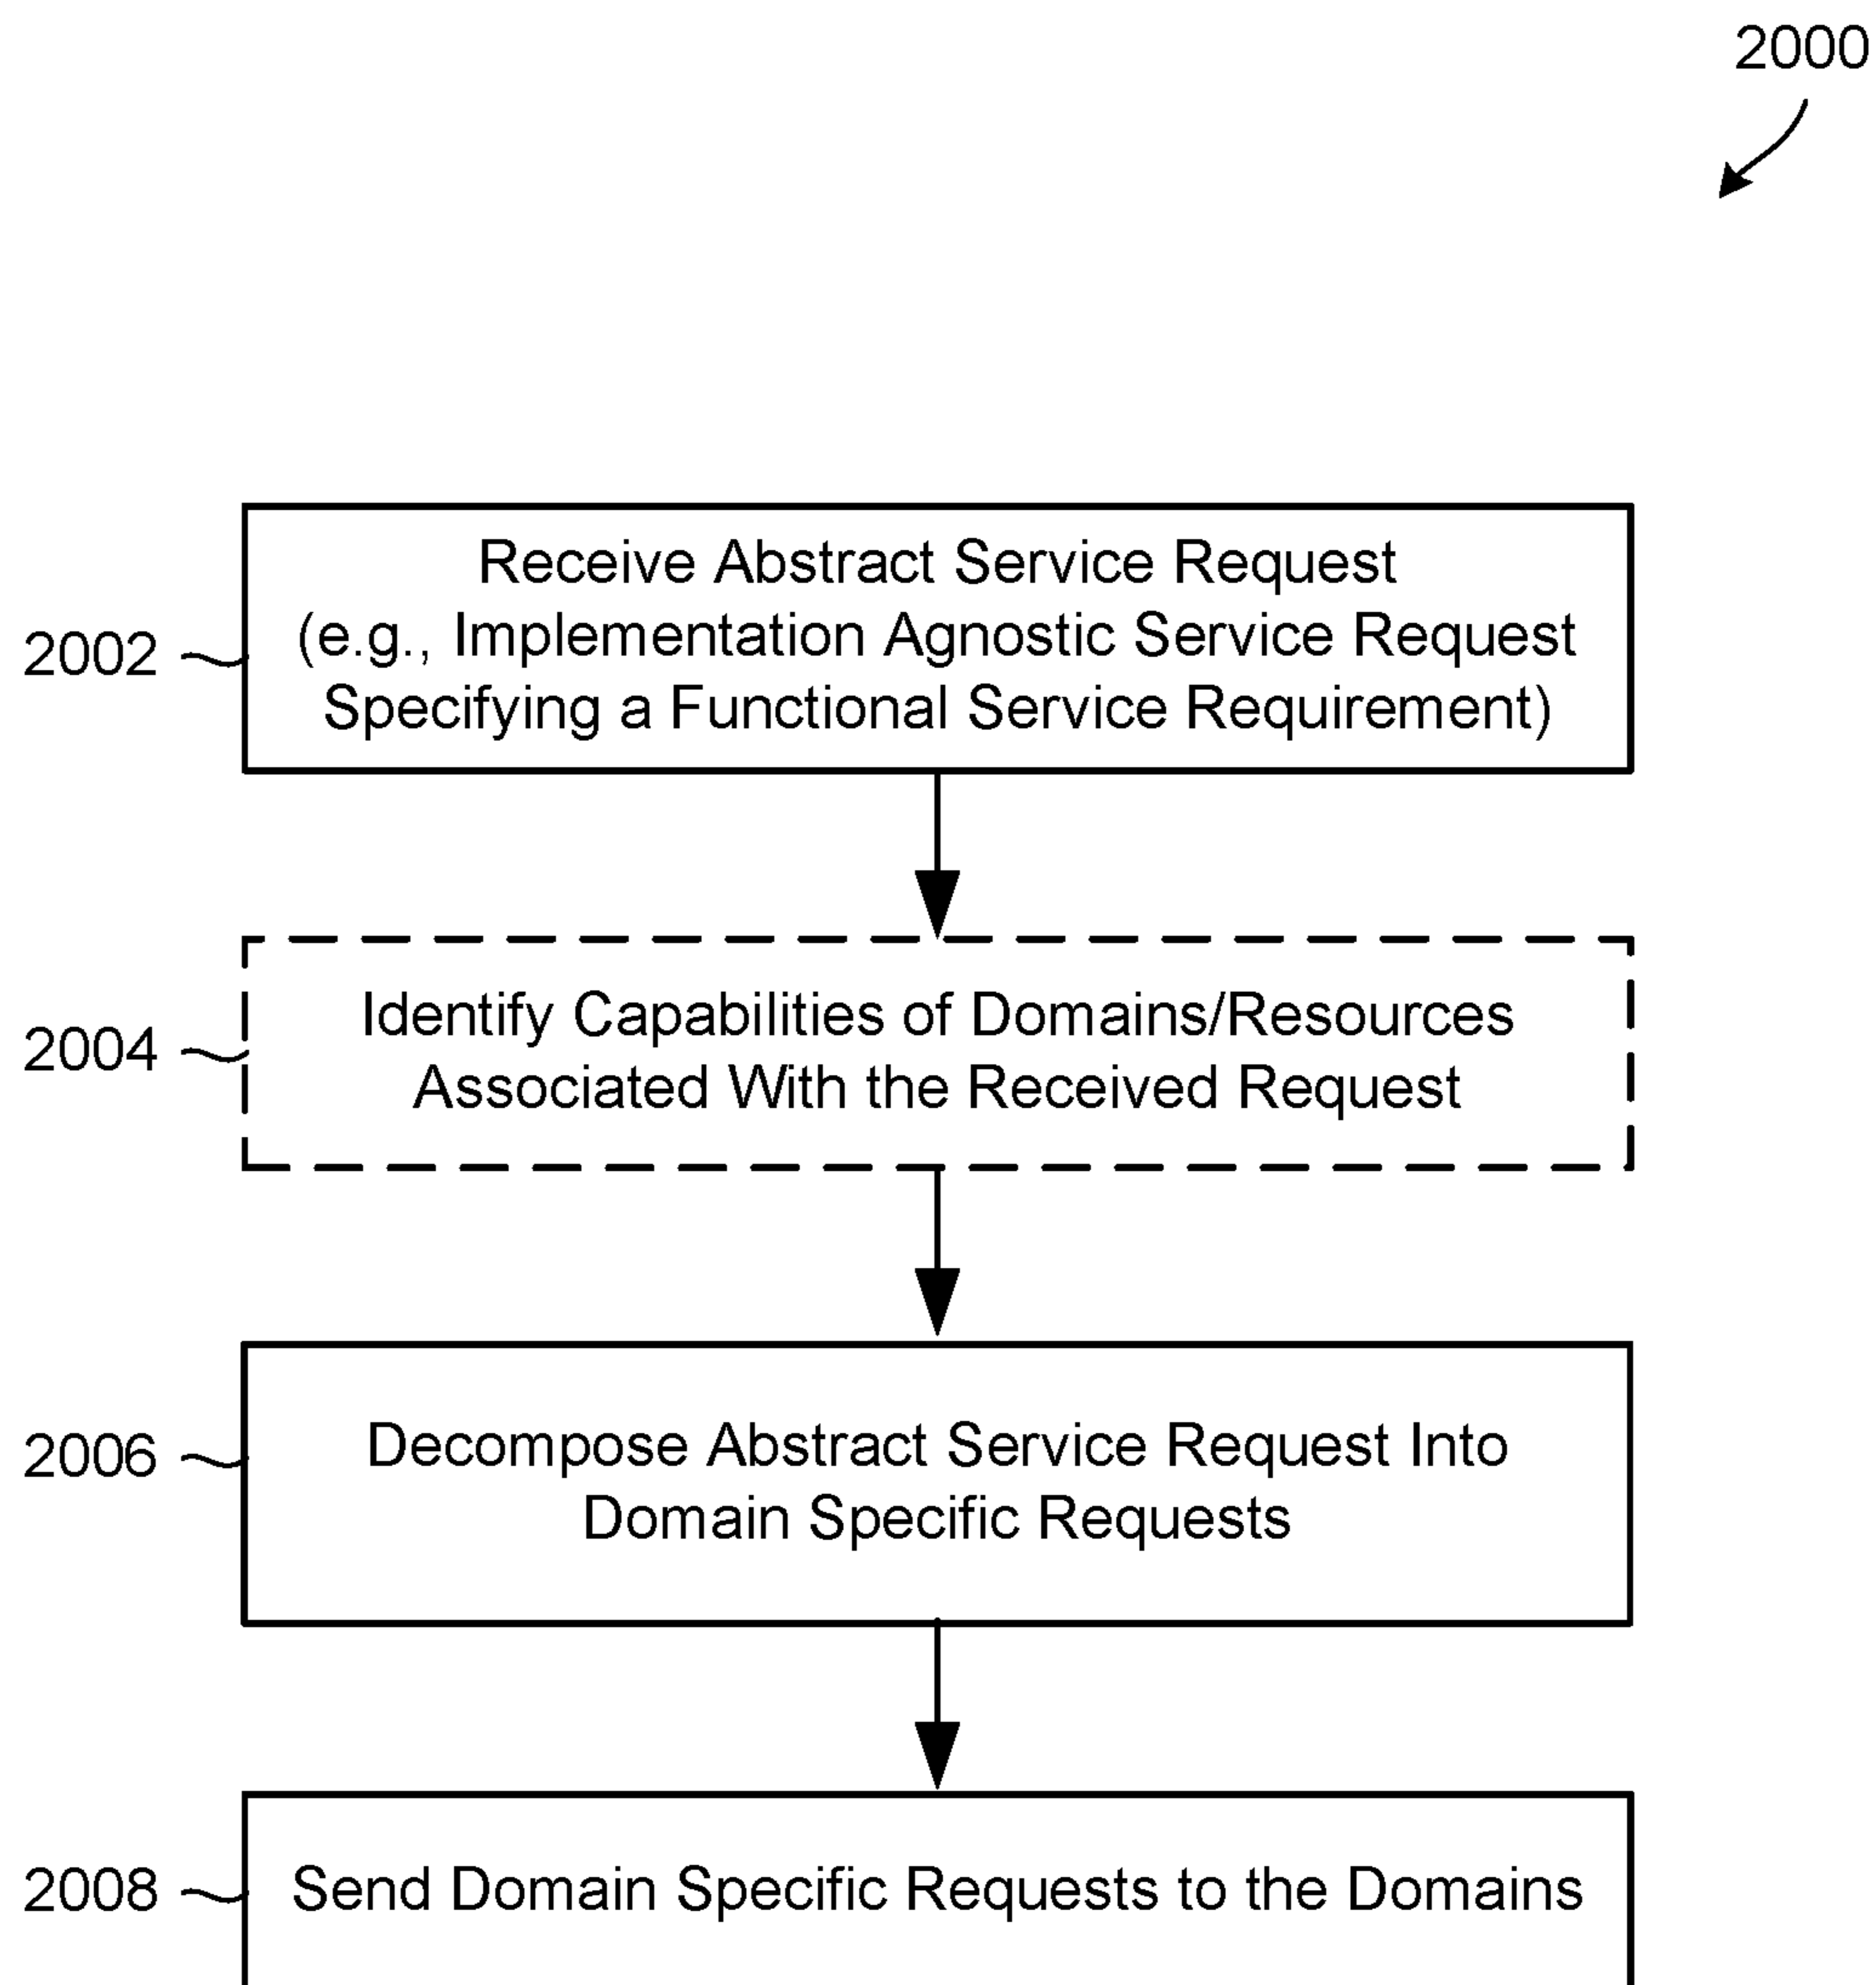 2000
Receive Abstract Service Request
(e.g., Implementation Agnostic Service Request
Specifying a Functional Service Requirement)
2002
Identify Capabilities of Domains/Resources
Associated With the Received Request
2004
Decompose Abstract Service Request Into
Domain Specific Requests
2006
Send Domain Specific Requests to the Domains
2008